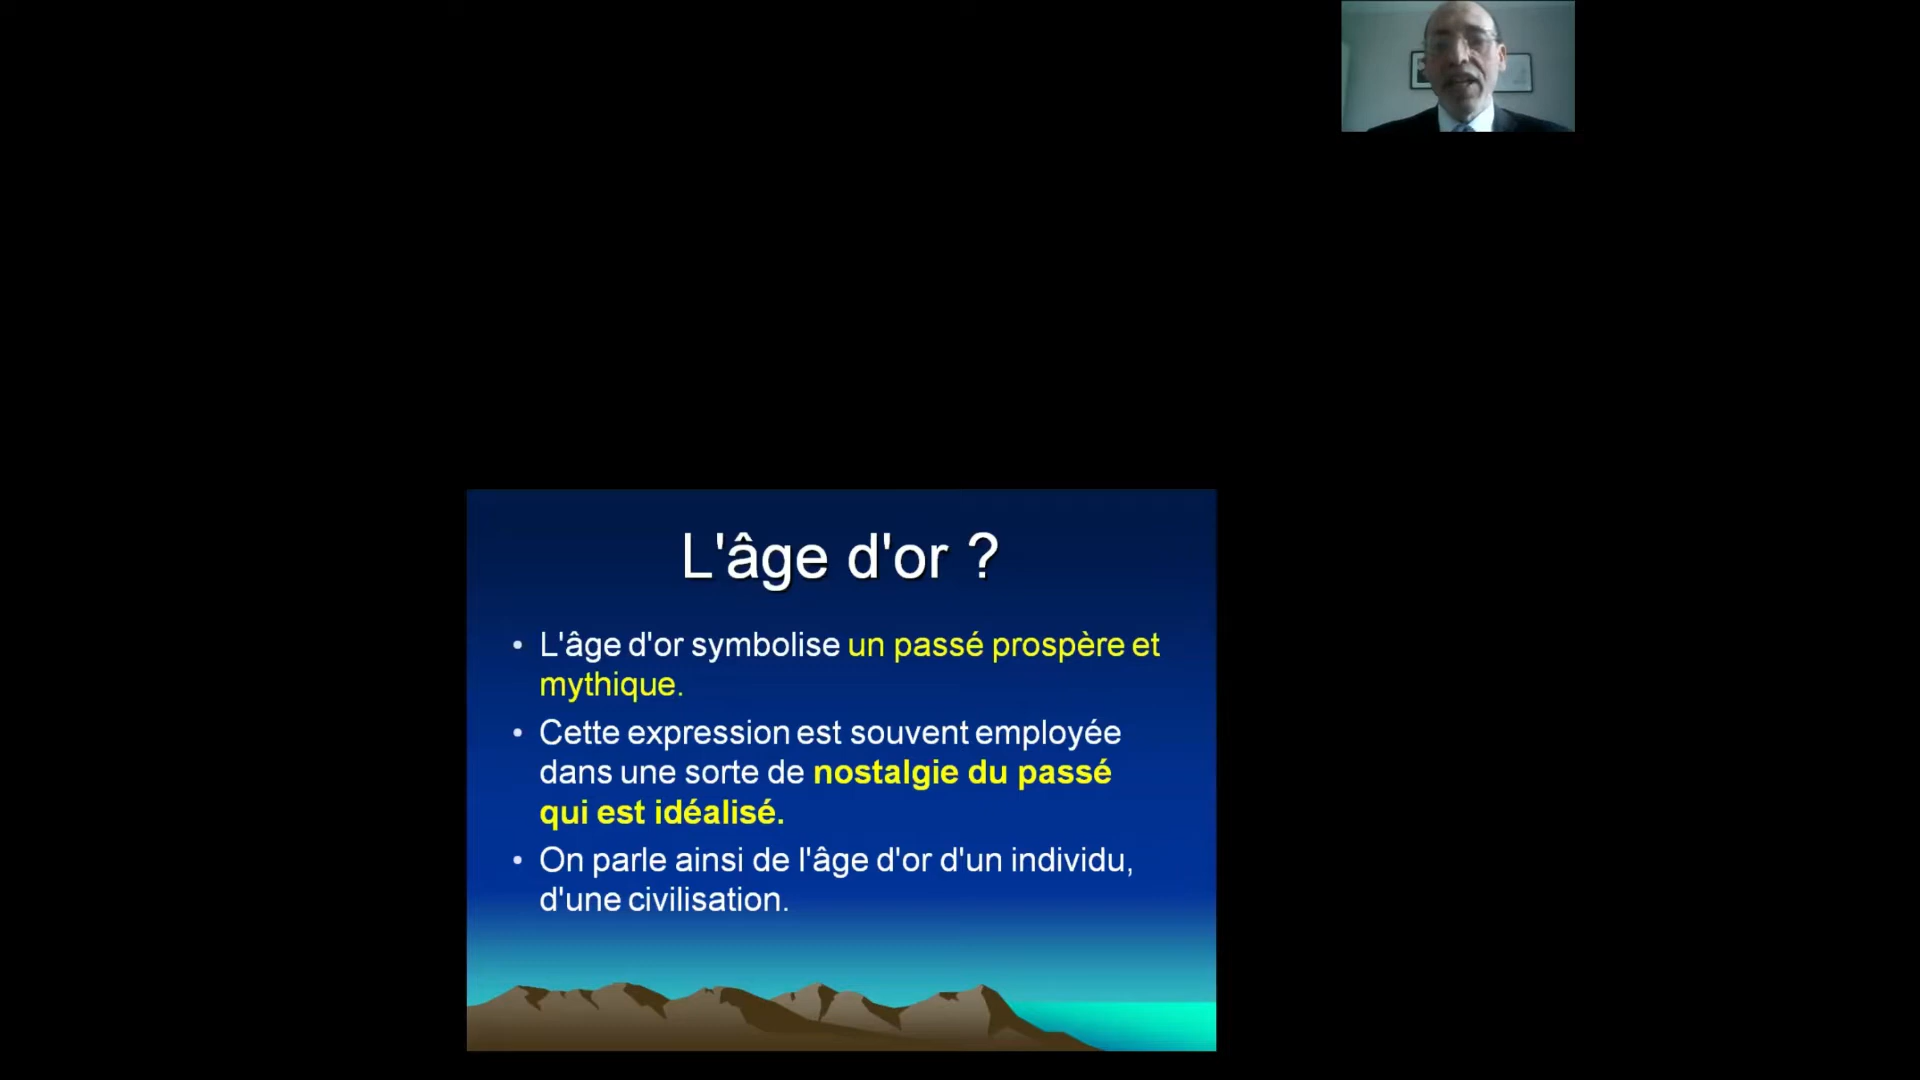 L'âge d'or ?
• L'âge d'or symbolise un passé prospère et
mythique.
• Cette expression est souvent employée
dans une sorte de nostalgie du passé
qui est idéalisé.
• On parle ainsi de l'âge d'or d'un individu,
d'une civilisation.